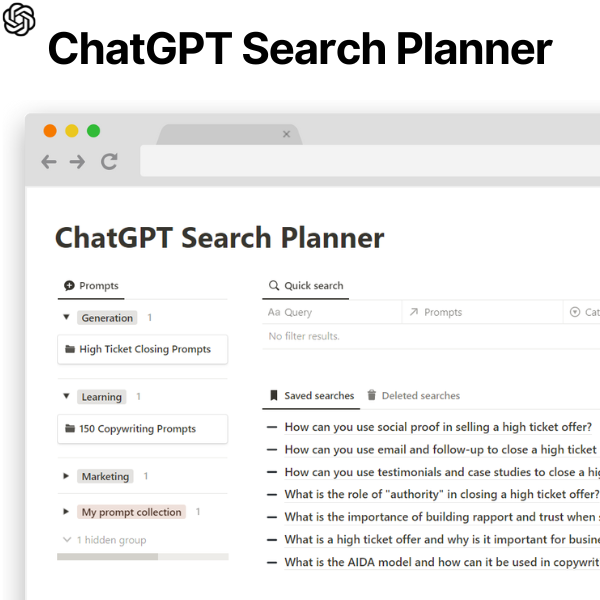 ChatGPT Search Planner
ChatGPT Search Planner
Prompts
Generation 1
High Ticket Closing Prompts
Learning 1
150 Copywriting Prompts
Marketing 1
My prompt collection 1
1 hidden group
Quick search
Aa Query Prompts Cat
No filter results.
Saved searches Deleted searches
How can you use social proof in selling a high ticket offer?
How can you use email and follow-up to close a high ticket
How can you use testimonials and case studies to close a hig
What is the role of "authority" in closing a high ticket offer?
What is the importance of building rapport and trust when s
What is a high ticket offer and why is it important for busine
What is the AIDA model and how can it be used in copywrit